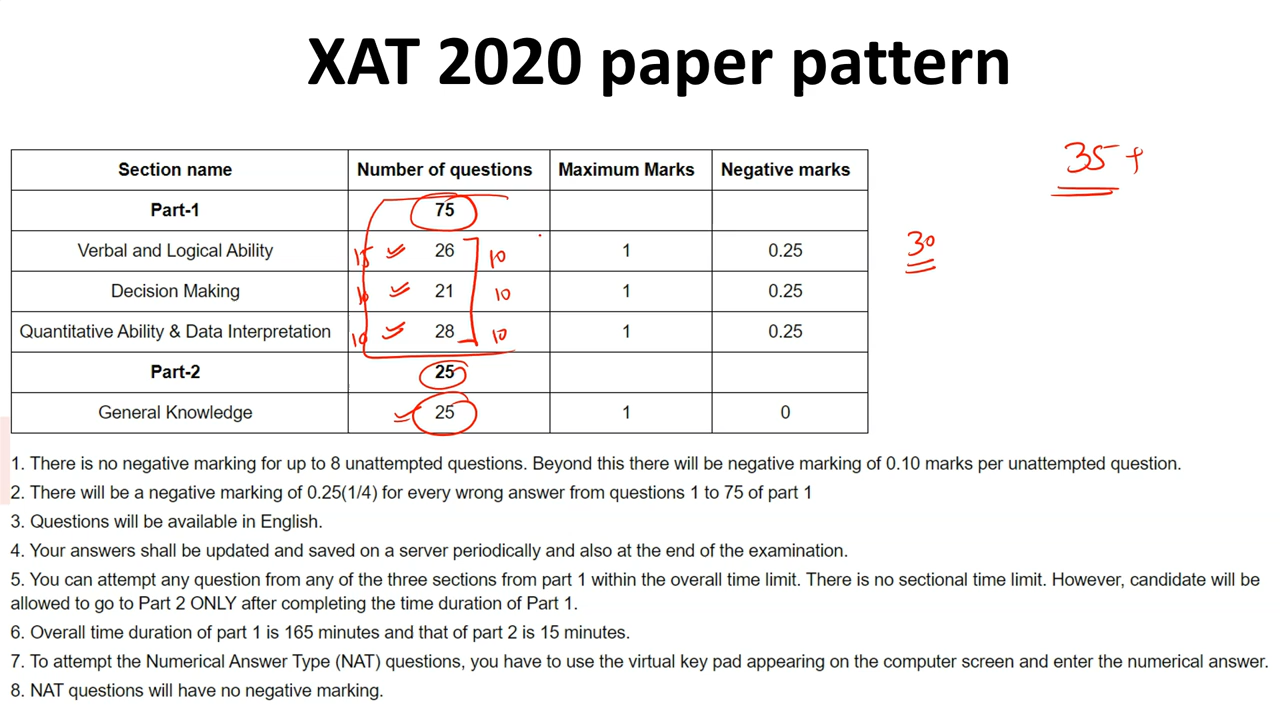 XAT 2020 paper pattern
35 +
30
Section name Number of questions Maximum Marks Negative marks
Part-1 75
Verbal and Logical Ability 15 26 10 1 0.25
Decision Making 10 21 10 1 0.25
Quantitative Ability & Data Interpretation 10 28 10 1 0.25
Part-2 25
General Knowledge 25 1 0
1. There is no negative marking for up to 8 unattempted questions. Beyond this there will be negative marking of 0.10 marks per unattempted question.
2. There will be a negative marking of 0.25(1/4) for every wrong answer from questions 1 to 75 of part 1
3. Questions will be available in English.
4. Your answers shall be updated and saved on a server periodically and also at the end of the examination.
5. You can attempt any question from any of the three sections from part 1 within the overall time limit. There is no sectional time limit. However, candidate will be
allowed to go to Part 2 ONLY after completing the time duration of Part 1.
6. Overall time duration of part 1 is 165 minutes and that of part 2 is 15 minutes.
7. To attempt the Numerical Answer Type (NAT) questions, you have to use the virtual key pad appearing on the computer screen and enter the numerical answer.
8. NAT questions will have no negative marking.